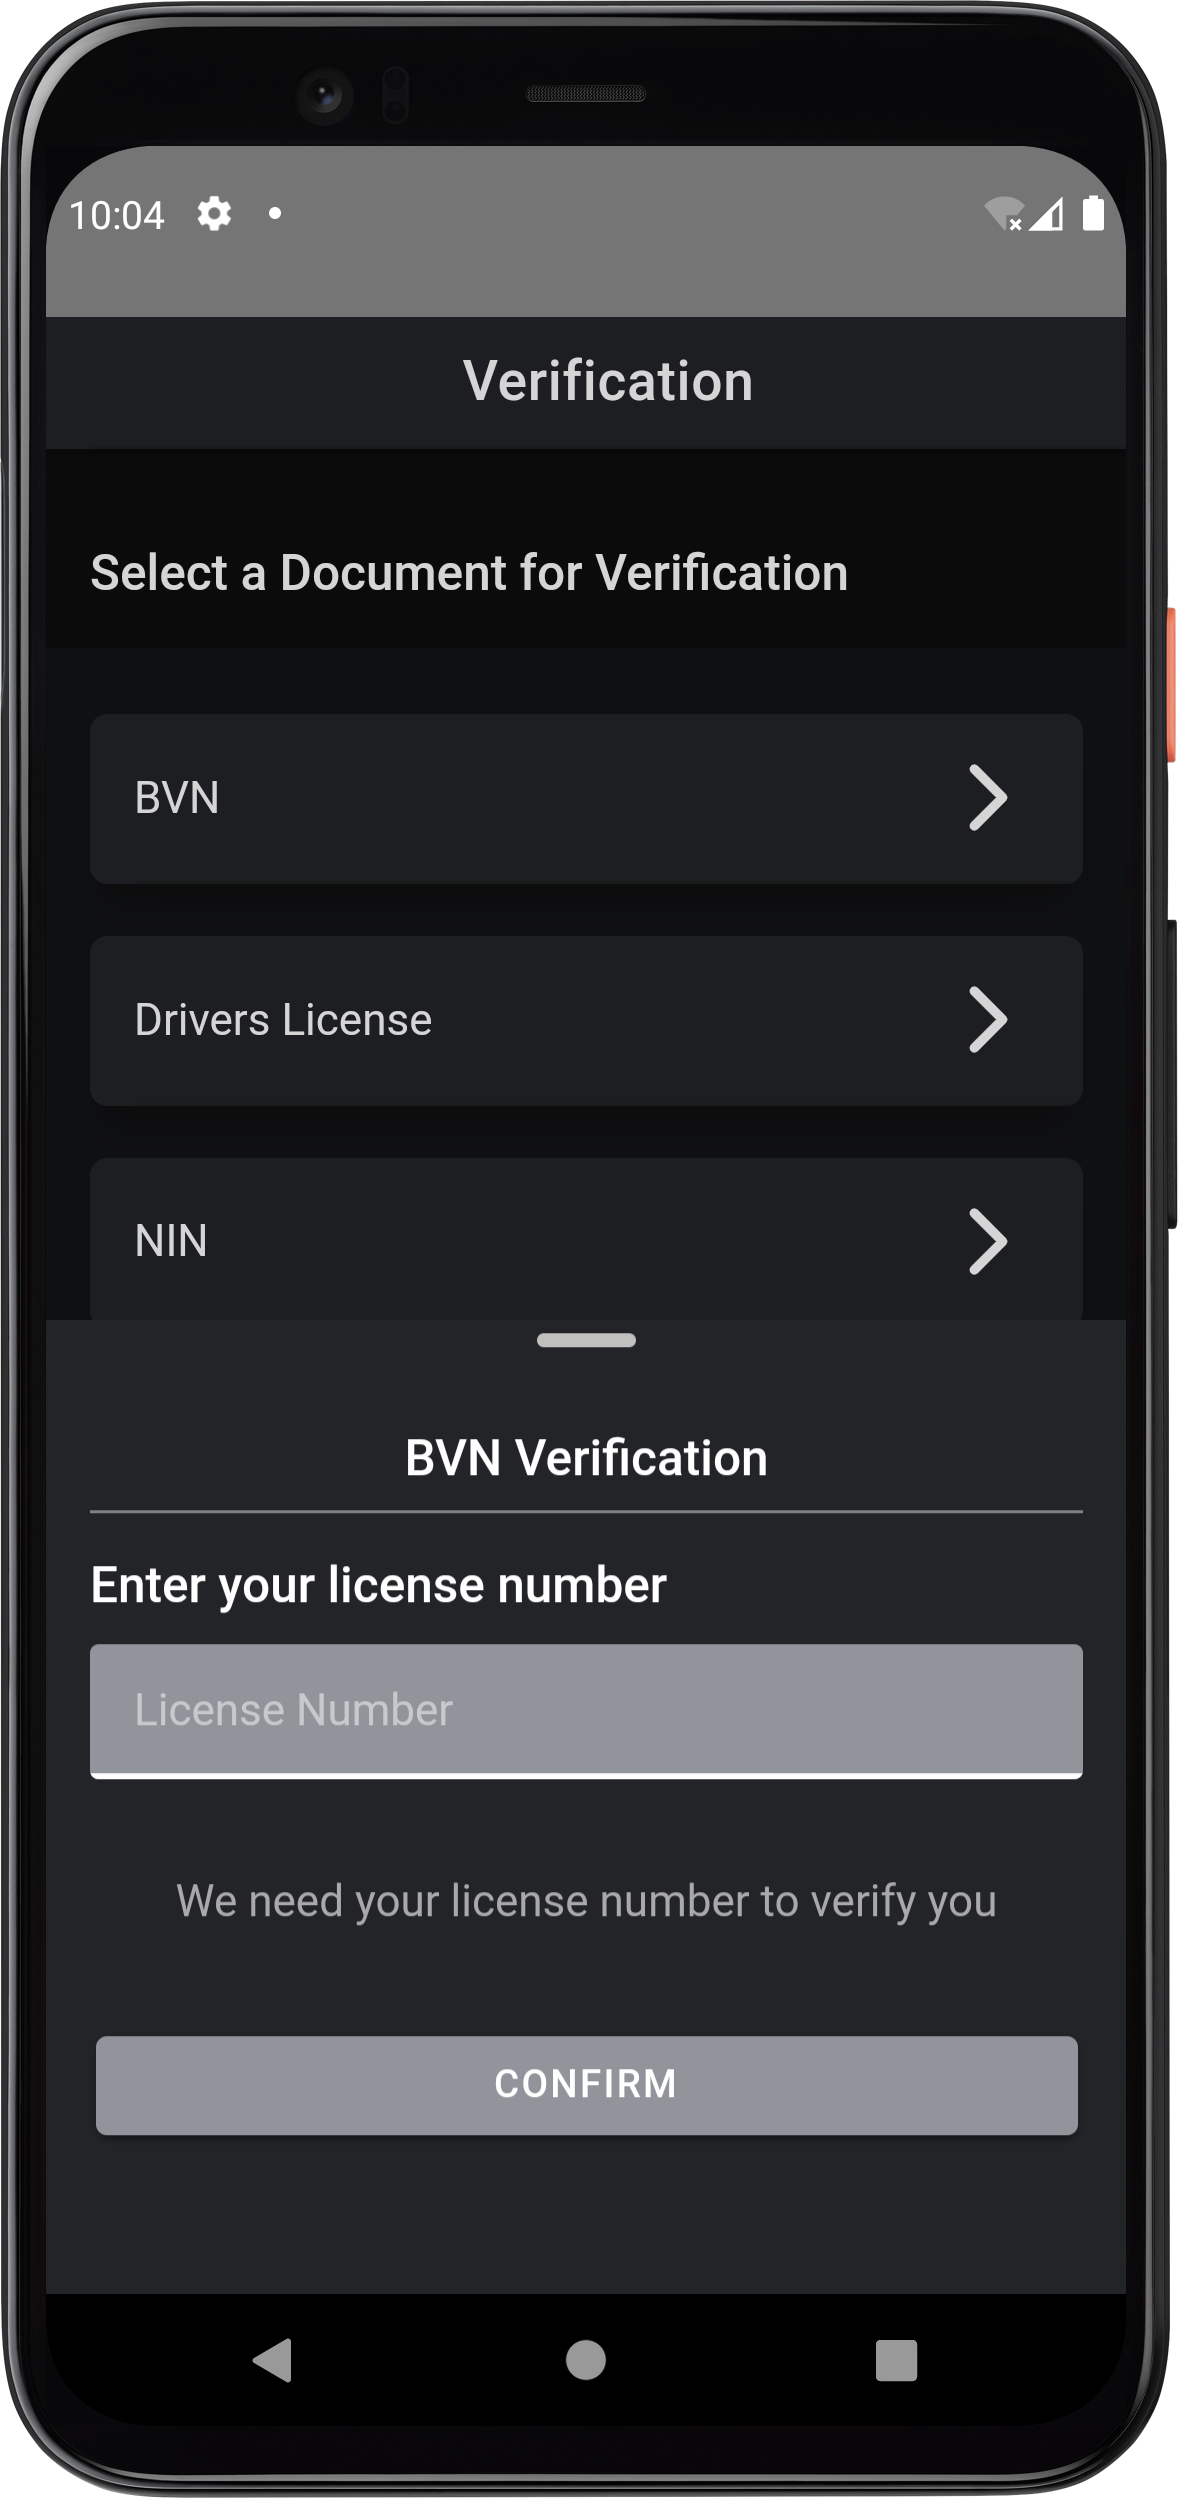 10:04
Verification
Select a Document for Verification
BVN
Drivers License
NIN
BVN Verification
Enter your license number
License Number
We need your license number to verify you
CONFIRM